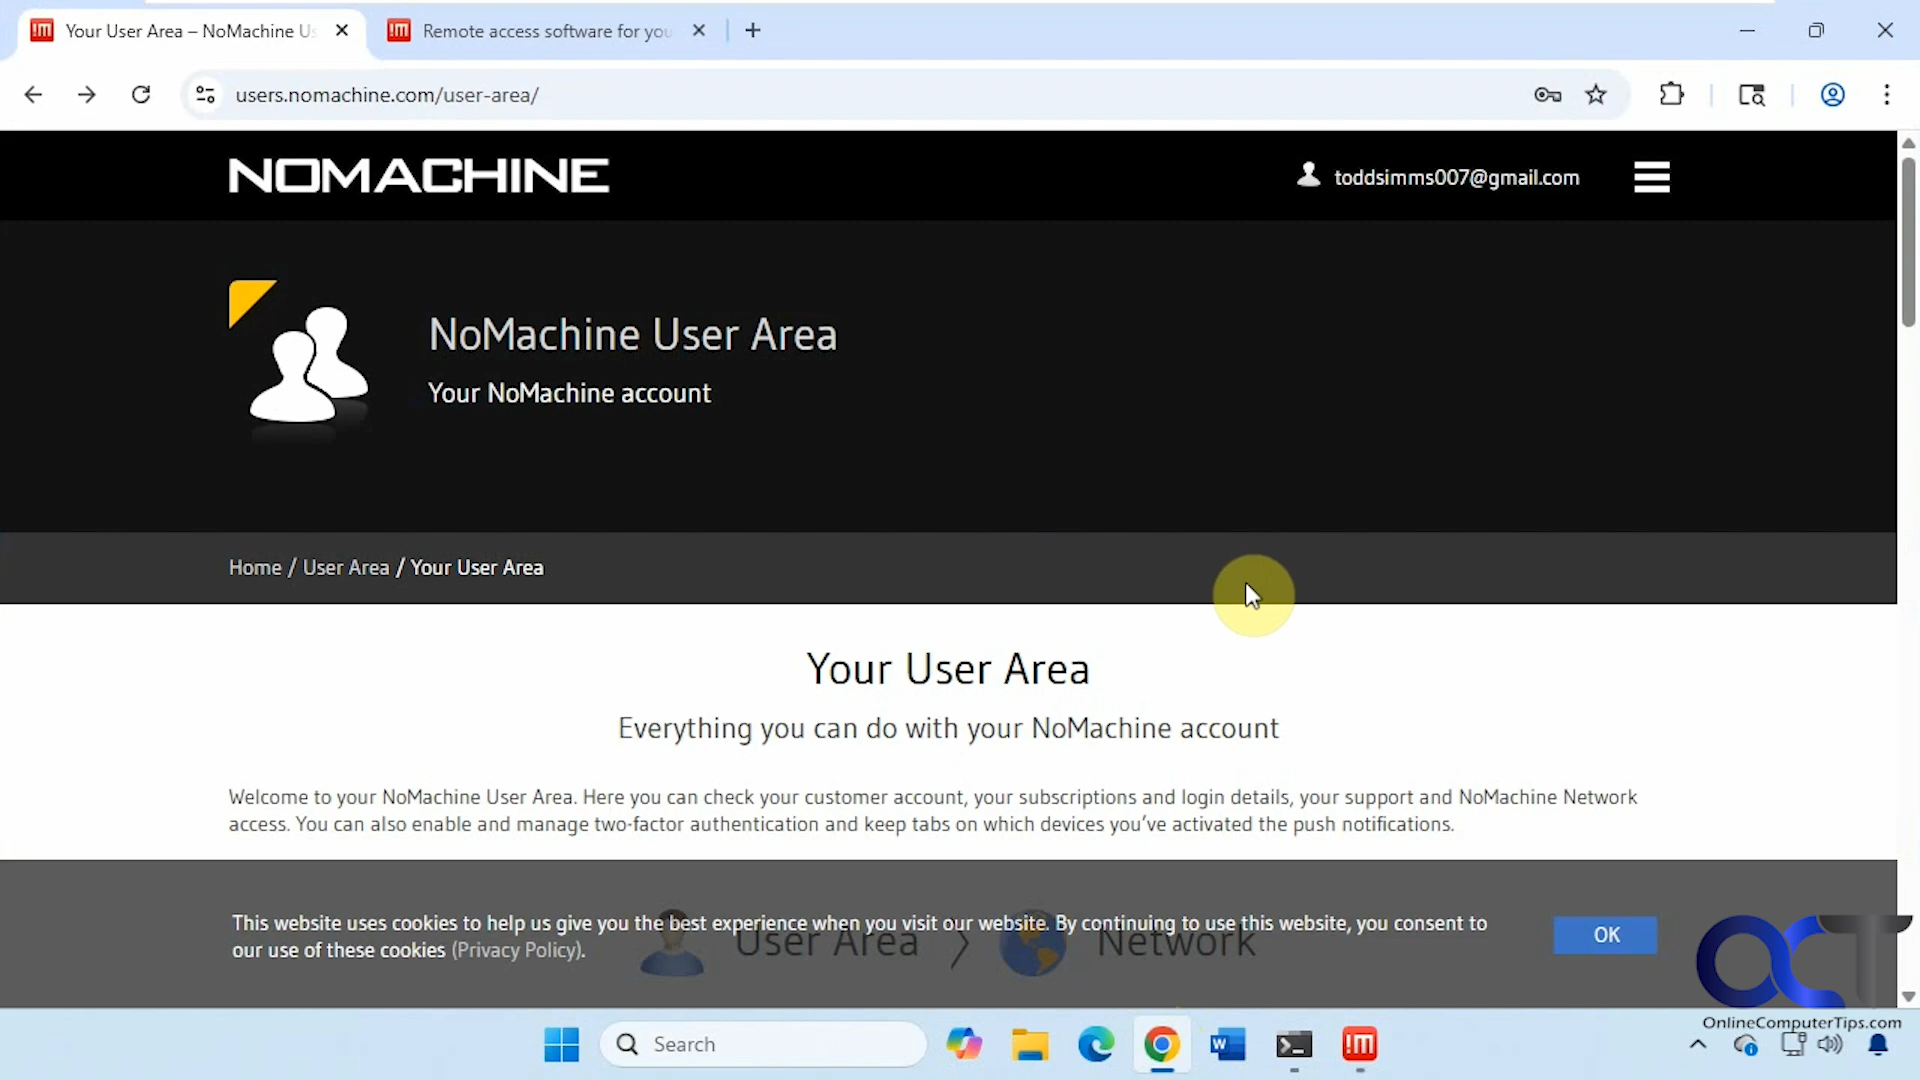 Your User Area – NoMachine Us
Remote access software for you
users.nomachine.com/user-area/
NOMACHINE
toddsimms007@gmail.com
NoMachine User Area
Your NoMachine account
Home / User Area / Your User Area
Your User Area
Everything you can do with your NoMachine account
Welcome to your NoMachine User Area. Here you can check your customer account, your subscriptions and login details, your support and NoMachine Network
access. You can also enable and manage two-factor authentication and keep tabs on which devices you've activated the push notifications.
This website uses cookies to help us give you the best experience when you visit our website. By continuing to use this website, you consent to
our use of these cookies (Privacy Policy).
OK
User Area
Network
OCT
OnlineComputerTips.com
Search